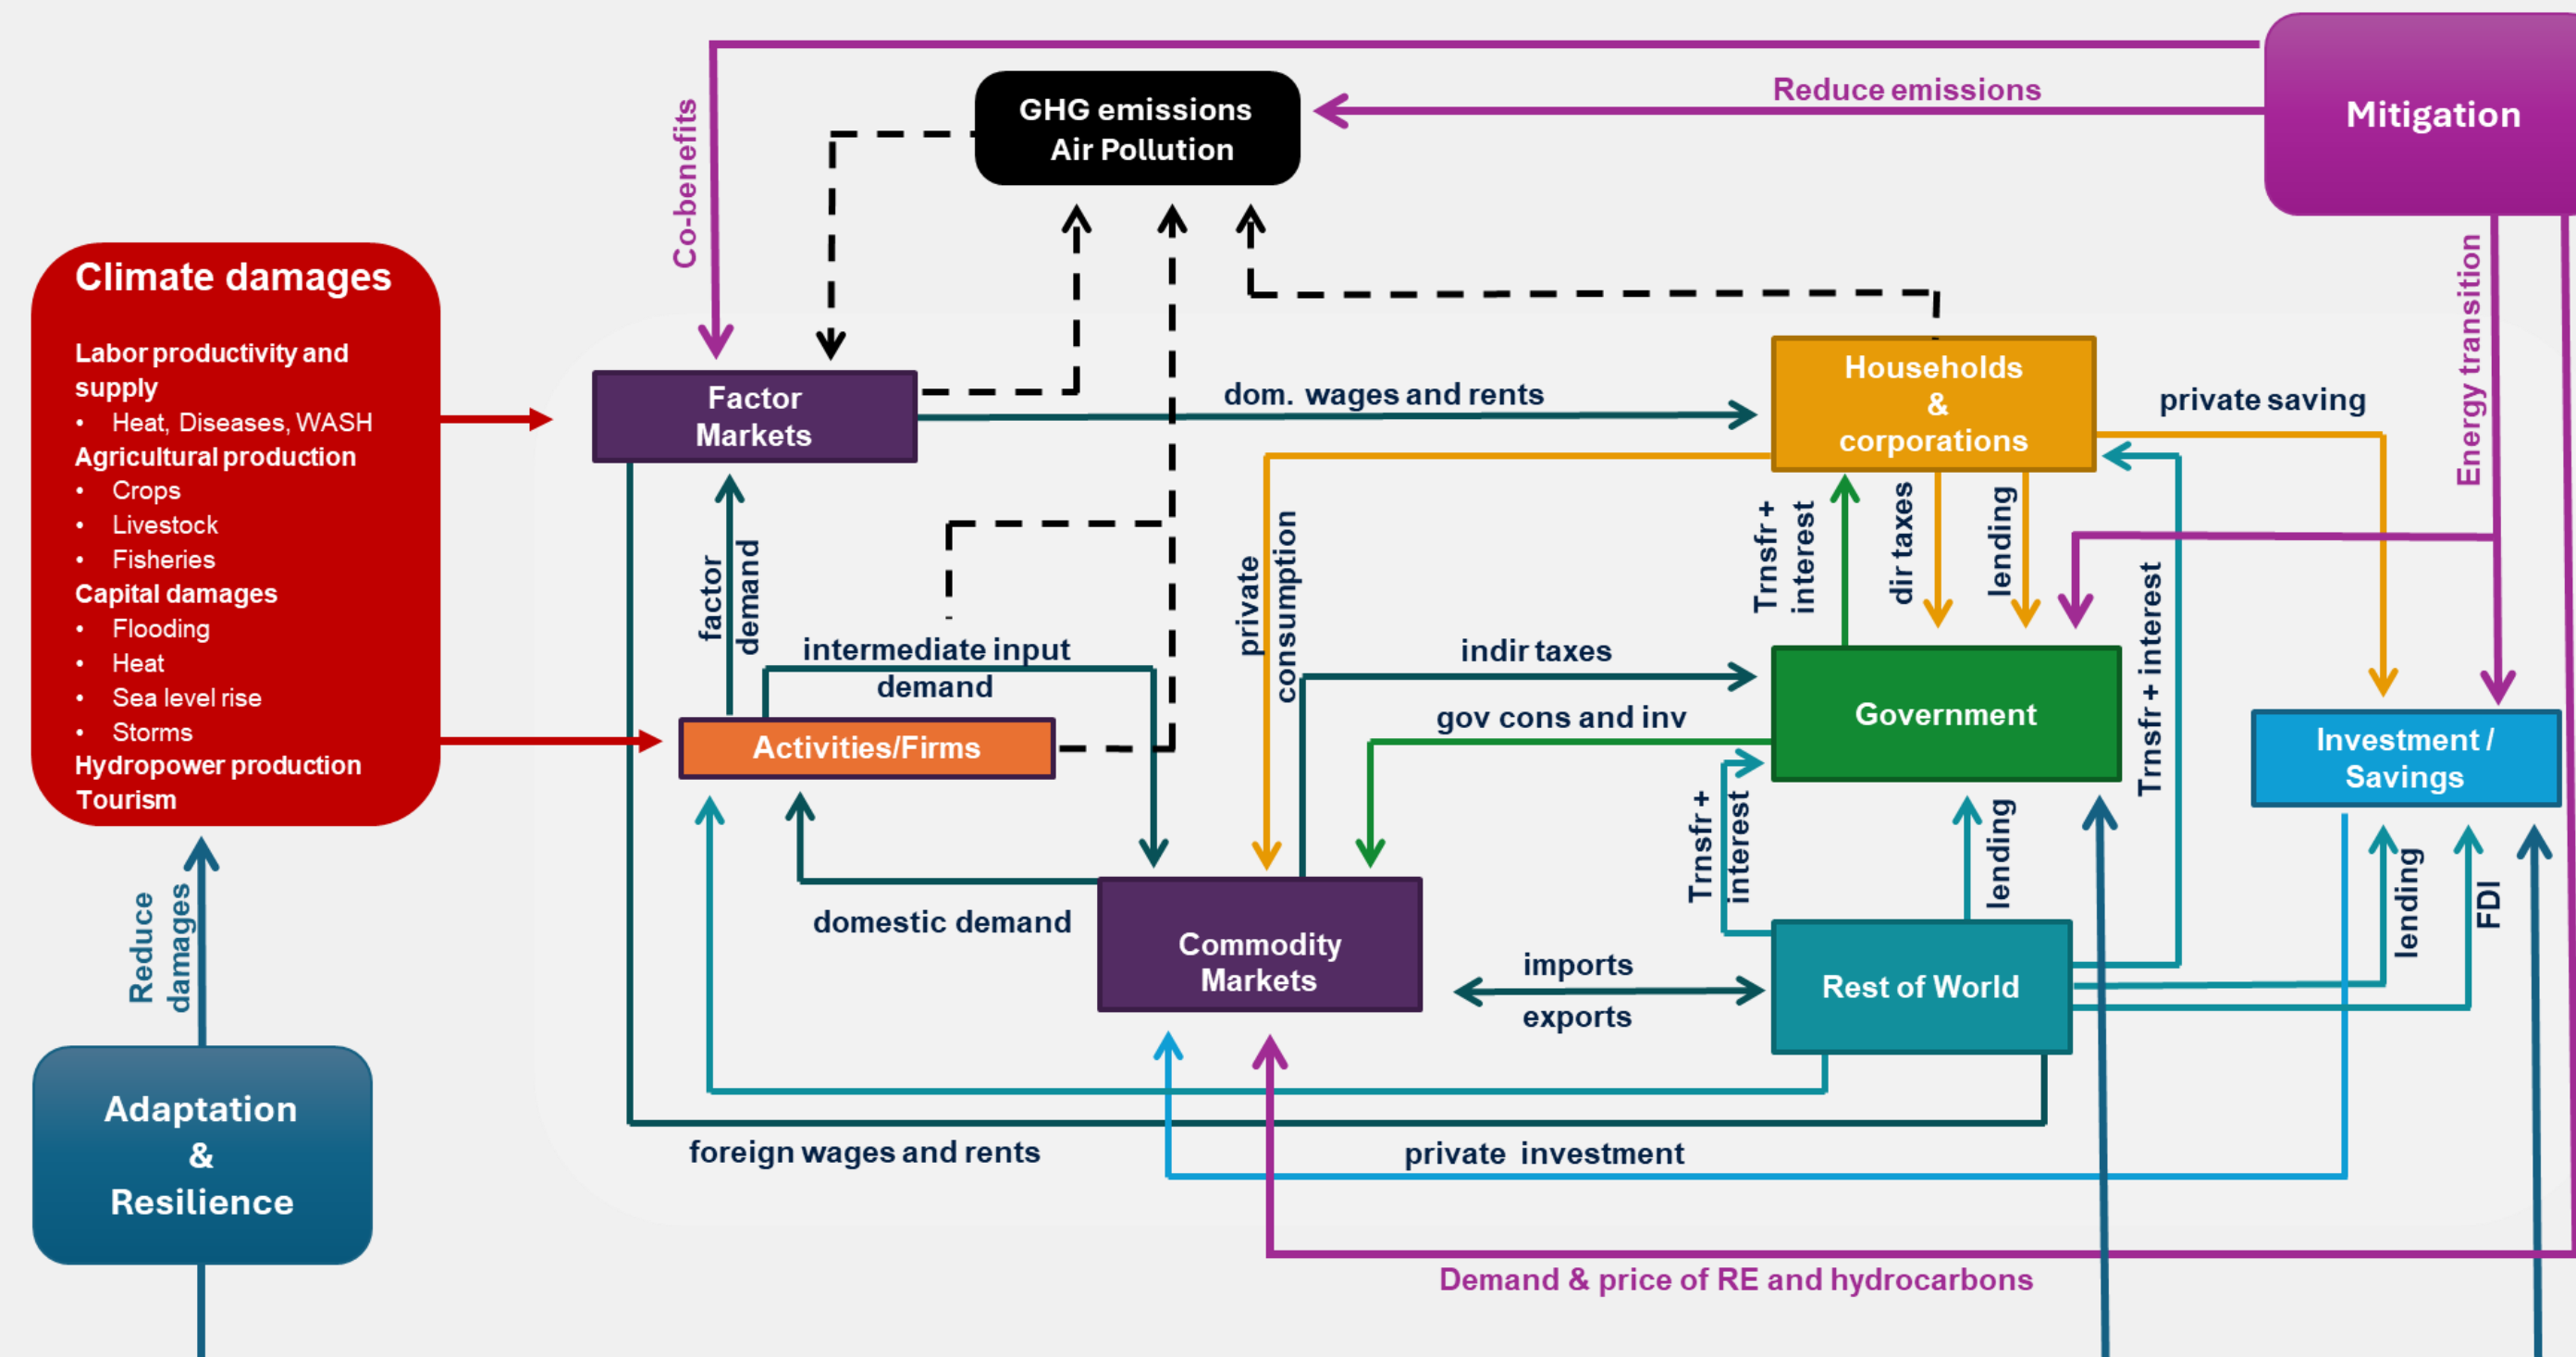 Mitigation
Reduce emissions
GHG emissions
Air Pollution
Co-benefits
Energy transition
Climate damages
Labor productivity and
supply
• Heat, Diseases, WASH
Agricultural production
• Crops
• Livestock
• Fisheries
Capital damages
• Flooding
• Heat
• Sea level rise
• Storms
Hydropower production
Tourism
Reduce
damages
Adaptation
&
Resilience
Factor
Markets
dom. wages and rents
Households
&
corporations
private saving
factor
demand
private
consumption
Trnsfr +
interest
dir taxes
lending
Trnsfr + interest
intermediate input
demand
indir taxes
gov cons and inv
Government
Activities/Firms
Investment /
Savings
Trnsfr +
interest
lending
lending
FDI
domestic demand
Commodity
Markets
imports
exports
Rest of World
foreign wages and rents
private investment
Demand & price of RE and hydrocarbons